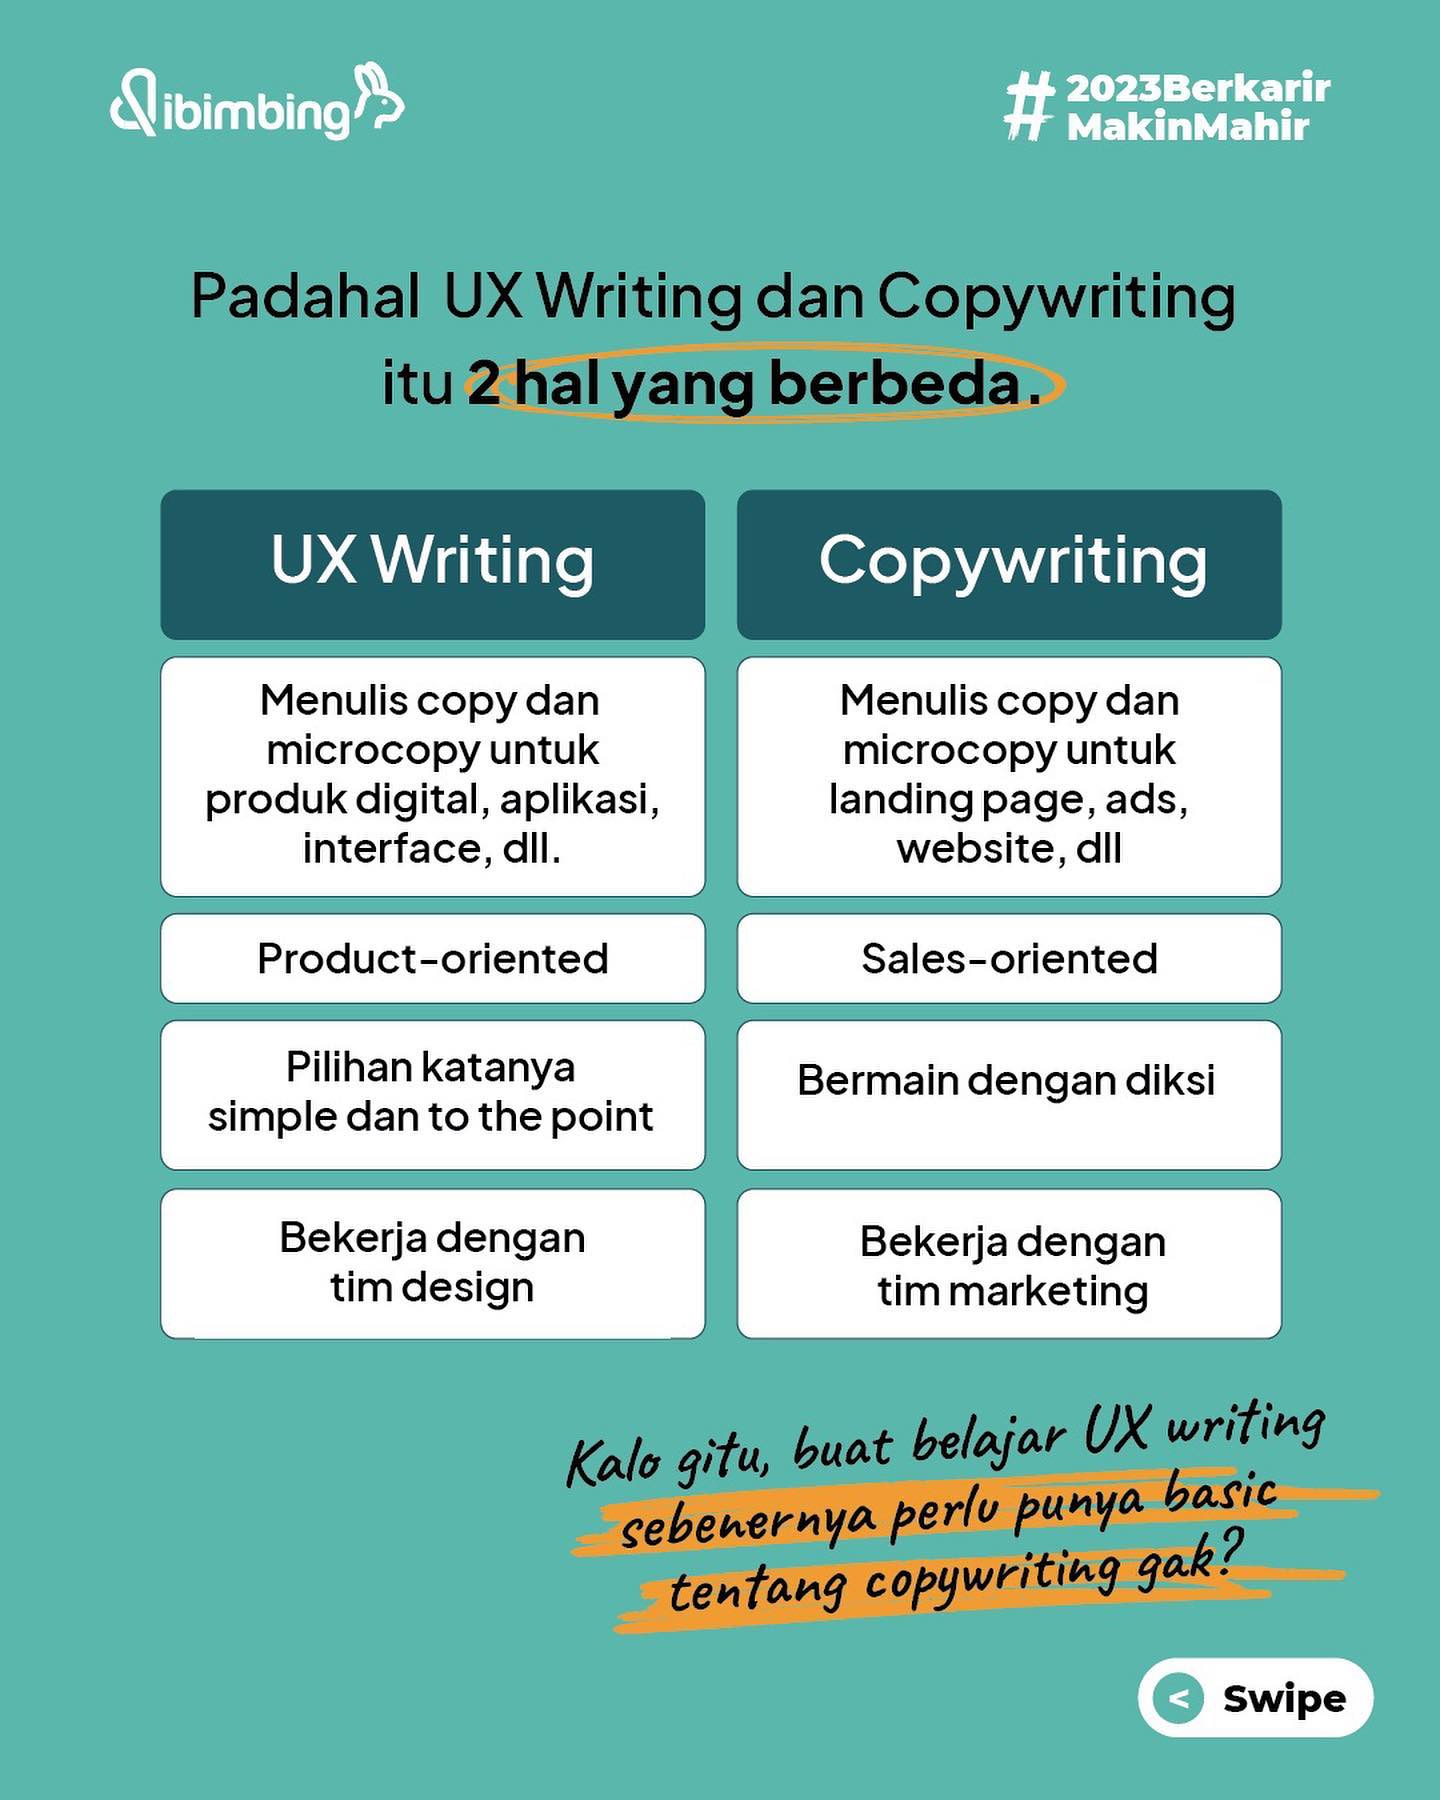 dibimbing
#2023Berkarir
MakinMahir
Padahal UX Writing dan Copywriting
itu 2 hal yang berbeda.
UX Writing
Copywriting
Menulis copy dan
microcopy untuk
produk digital, aplikasi,
interface, dll.
Menulis copy dan
microcopy untuk
landing page, ads,
website, dll
Product-oriented
Sales-oriented
Pilihan katanya
simple dan to the point
Bermain dengan diksi
Bekerja dengan
tim design
Bekerja dengan
tim marketing
Kalo gitu, buat belajar UX writing
sebenernya perlu punya basic
tentang copywriting gak?
< Swipe